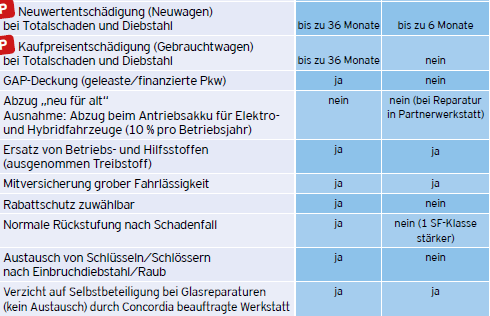 P Neuwertentschädigung (Neuwagen)
bei Totalschaden und Diebstahl bis zu 36 Monate bis zu 6 Monate
P Kaufpreisentschädigung (Gebrauchtwagen)
bei Totalschaden und Diebstahl bis zu 36 Monate nein
GAP-Deckung (geleaste/finanzierte Pkw) ja nein
Abzug „neu für alt“ nein nein (bei Reparatur
Ausnahme: Abzug beim Antriebsakku für Elektro- in Partnerwerkstatt)
und Hybridfahrzeuge (10 % pro Betriebsjahr)
Ersatz von Betriebs- und Hilfsstoffen ja ja
(ausgenommen Treibstoff)
Mitversicherung grober Fahrlässigkeit ja ja
Rabattschutz zuwählbar ja nein
Normale Rückstufung nach Schadenfall ja nein (1 SF-Klasse
stärker)
Austausch von Schlüsseln/Schlössern ja nein
nach Einbruchdiebstahl/Raub
Verzicht auf Selbstbeteiligung bei Glasreparaturen ja ja
(kein Austausch) durch Concordia beauftragte Werkstatt